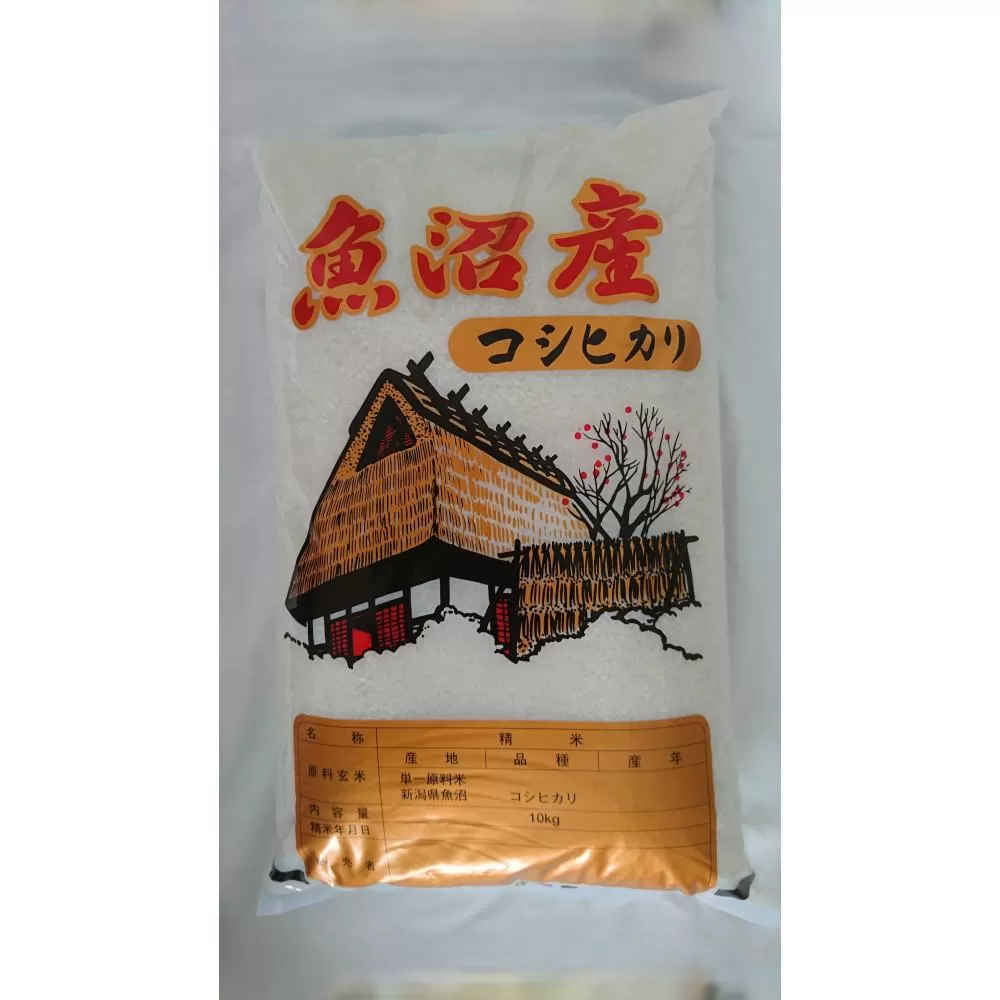 魚沼産
コシヒカリ
名称 精米
原料玄米 産地 品種 産年
単一原料米
新潟県魚沼 コシヒカリ
内容量 10kg
精米年月日
売者